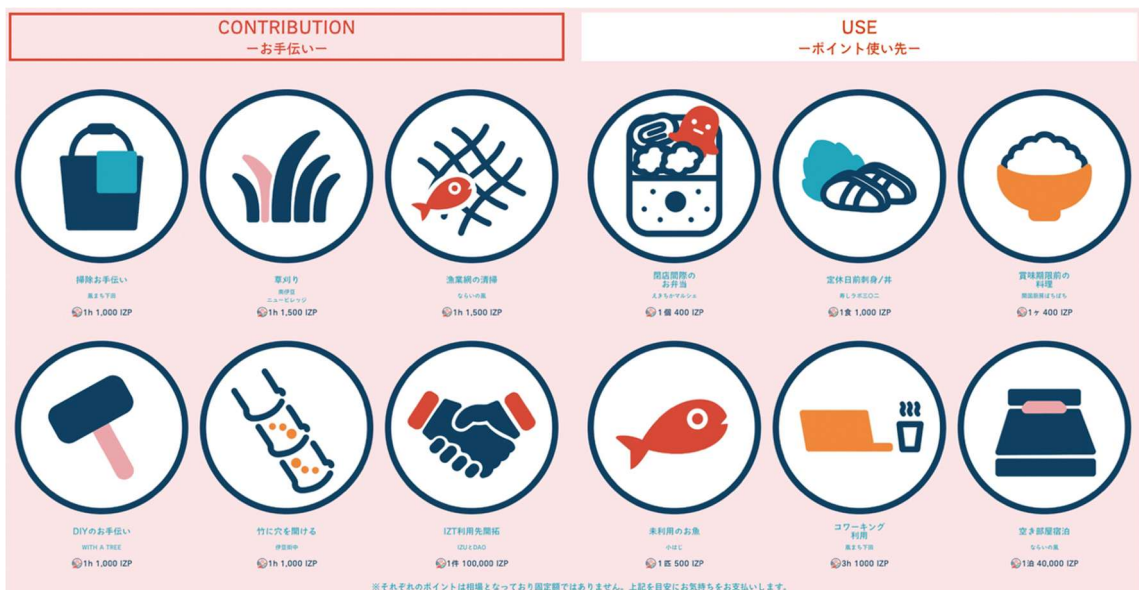 CONTRIBUTION
ーお手伝いー
USE
ーポイント使い先ー
掃除お手伝い
風まち下田
1h 1,000 IZP
草刈り
南伊豆
ニュービレッジ
1h 1,500 IZP
漁業網の清掃
ならいの風
1h 1,500 IZP
閉店間際の
お弁当
えきちかマルシェ
1個 400 IZP
定休日前刺身/丼
1食 1,000 IZP
賞味期限前の
料理
1ヶ 400 IZP
DIYのお手伝い
WITH A TREE
1h 1,000 IZP
竹に穴を開ける
1h 1,000 IZP
IZT利用先開拓
IZUとDAO
1件 100,000 IZP
未利用のお魚
小はじ
1匹 500 IZP
コワーキング
利用
風まち下田
3h 1000 IZP
空き部屋宿泊
ならいの風
1泊 40,000 IZP
※それぞれのポイントは相場となっており固定額ではありません。上記を目安にお気持ちをお支払いします。